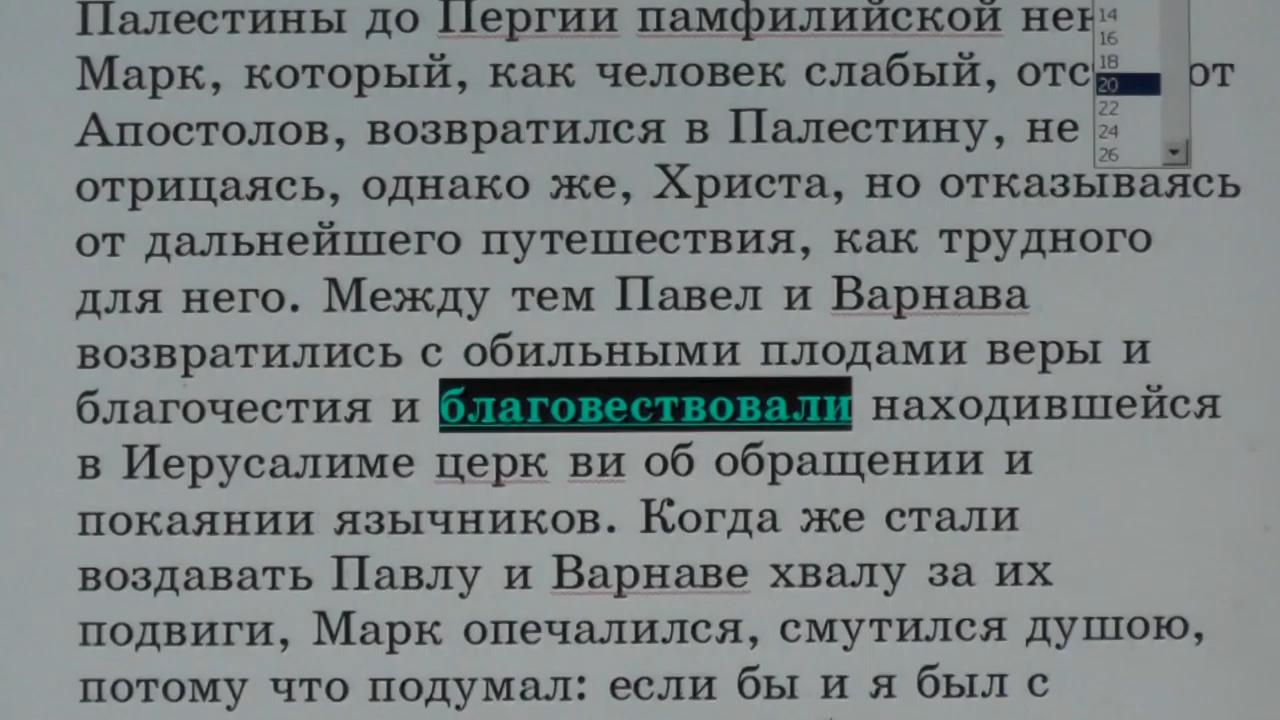 Палестины до Пергии памфилийской
Марк, который, как человек слабый, от
Апостолов, возвратился в Палестину, не
отрицаясь, однако же, Христа, но отказываясь
от дальнейшего путешествия, как трудного
для него. Между тем Павел и Варнава
возвратились с обильными плодами веры и
благочестия и благовествовали находившейся
в Иерусалиме церк ви об обращении и
покаянии язычников. Когда же стали
воздавать Павлу и Варнаве хвалу за их
подвиги, Марк опечалился, смутился душою,
потому что подумал: если бы и я был с
14
16
18
20
22
24
26